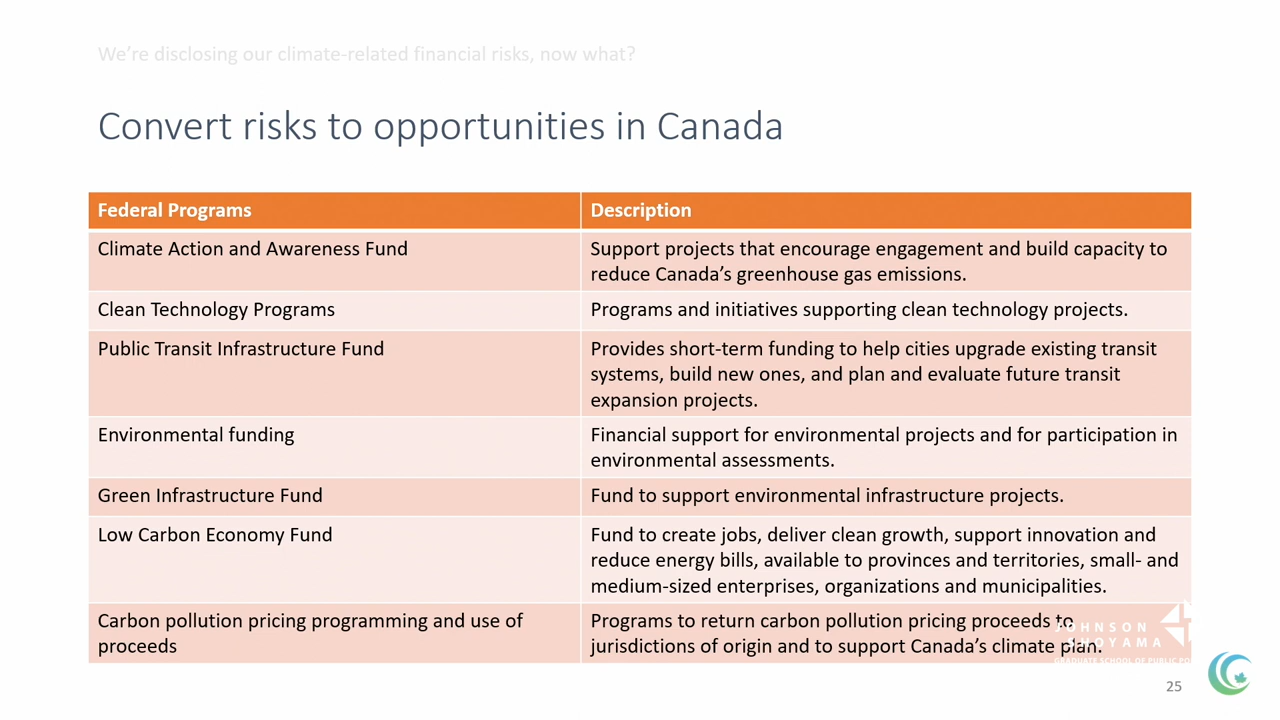 We're disclosing our climate-related financial risks, now what?
Convert risks to opportunities in Canada
Federal Programs
Description
Climate Action and Awareness Fund
Support projects that encourage engagement and build capacity to
reduce Canada's greenhouse gas emissions.
Clean Technology Programs
Programs and initiatives supporting clean technology projects.
Public Transit Infrastructure Fund
Provides short-term funding to help cities upgrade existing transit
systems, build new ones, and plan and evaluate future transit
expansion projects.
Environmental funding
Financial support for environmental projects and for participation in
environmental assessments.
Green Infrastructure Fund
Fund to support environmental infrastructure projects.
Low Carbon Economy Fund
Fund to create jobs, deliver clean growth, support innovation and
reduce energy bills, available to provinces and territories, small- and
medium-sized enterprises, organizations and municipalities.
Carbon pollution pricing programming and use of
proceeds
Programs to return carbon pollution pricing proceeds to
jurisdictions of origin and to support Canada's climate plan.
JOHNSON
SHOYAMA
GRADUATE SCHOOL OF PUBLIC
25